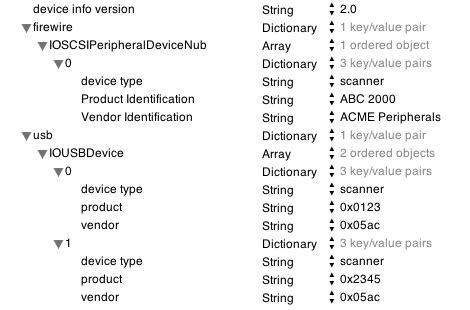 device info version String 2.0
firewire Dictionary 1 key/value pair
IOSCSIPeripheralDeviceNub Array 1 ordered object
0 Dictionary 3 key/value pairs
device type String scanner
Product Identification String ABC 2000
Vendor Identification String ACME Peripherals
usb Dictionary 1 key/value pair
IOUSBDevice Array 2 ordered objects
0 Dictionary 3 key/value pairs
device type String scanner
product String 0x0123
vendor String 0x05ac
1 Dictionary 3 key/value pairs
device type String scanner
product String 0x2345
vendor String 0x05ac